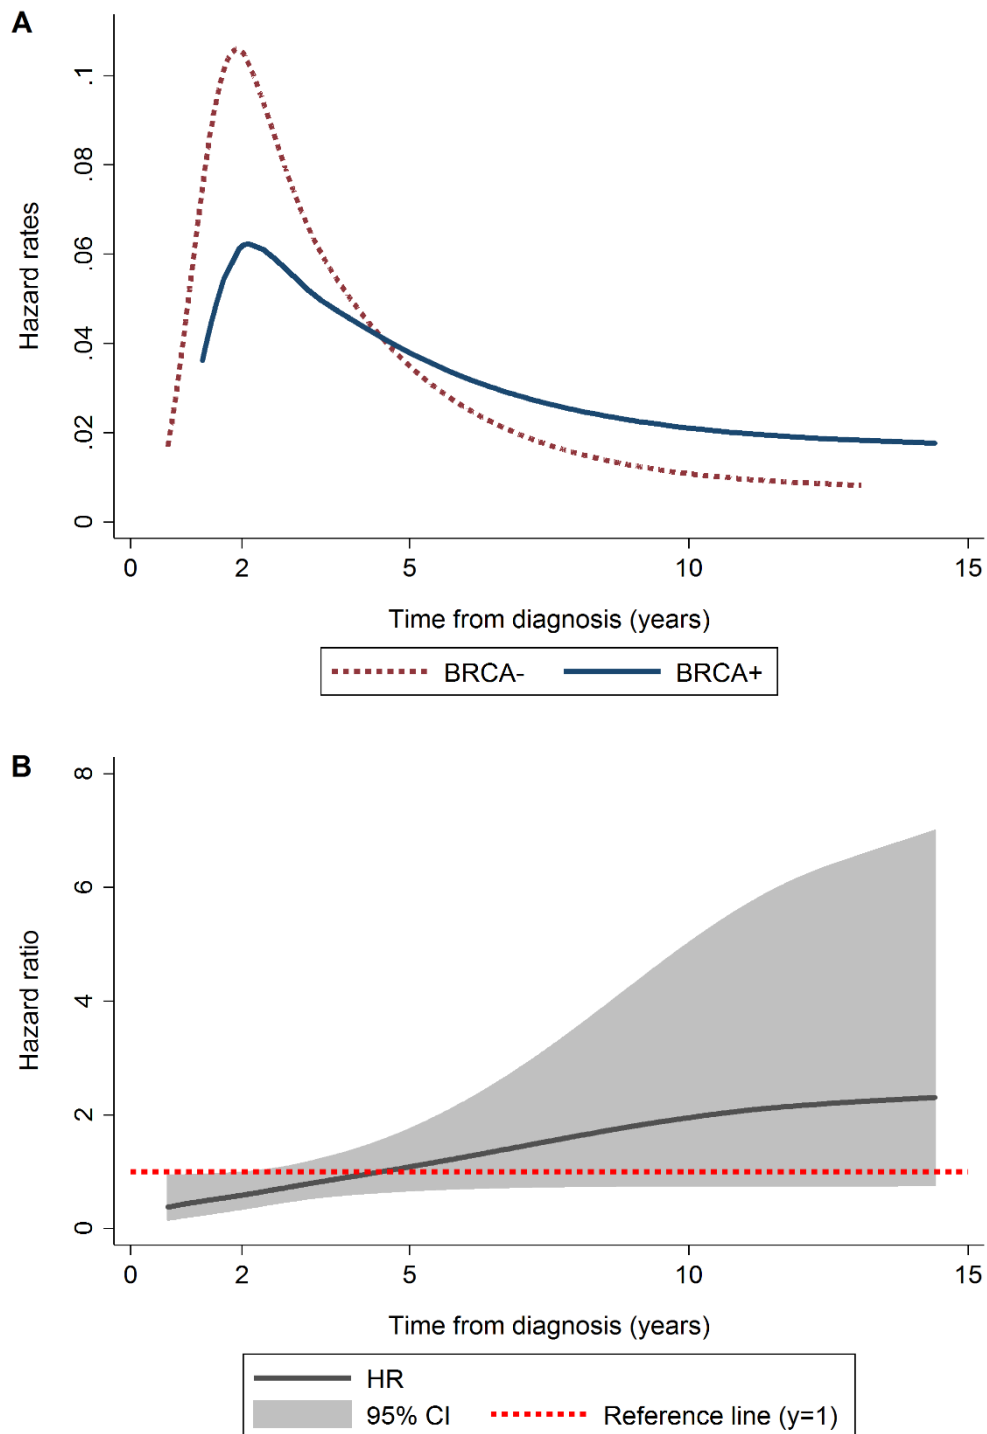 A
Hazard rates
.1
.08
.06
.04
.02
0
0 2 5 10 15
Time from diagnosis (years)
BRCA- BRCA+
B
Hazard ratio
8
6
4
2
0
0 2 5 10 15
Time from diagnosis (years)
HR
95% CI Reference line (y=1)